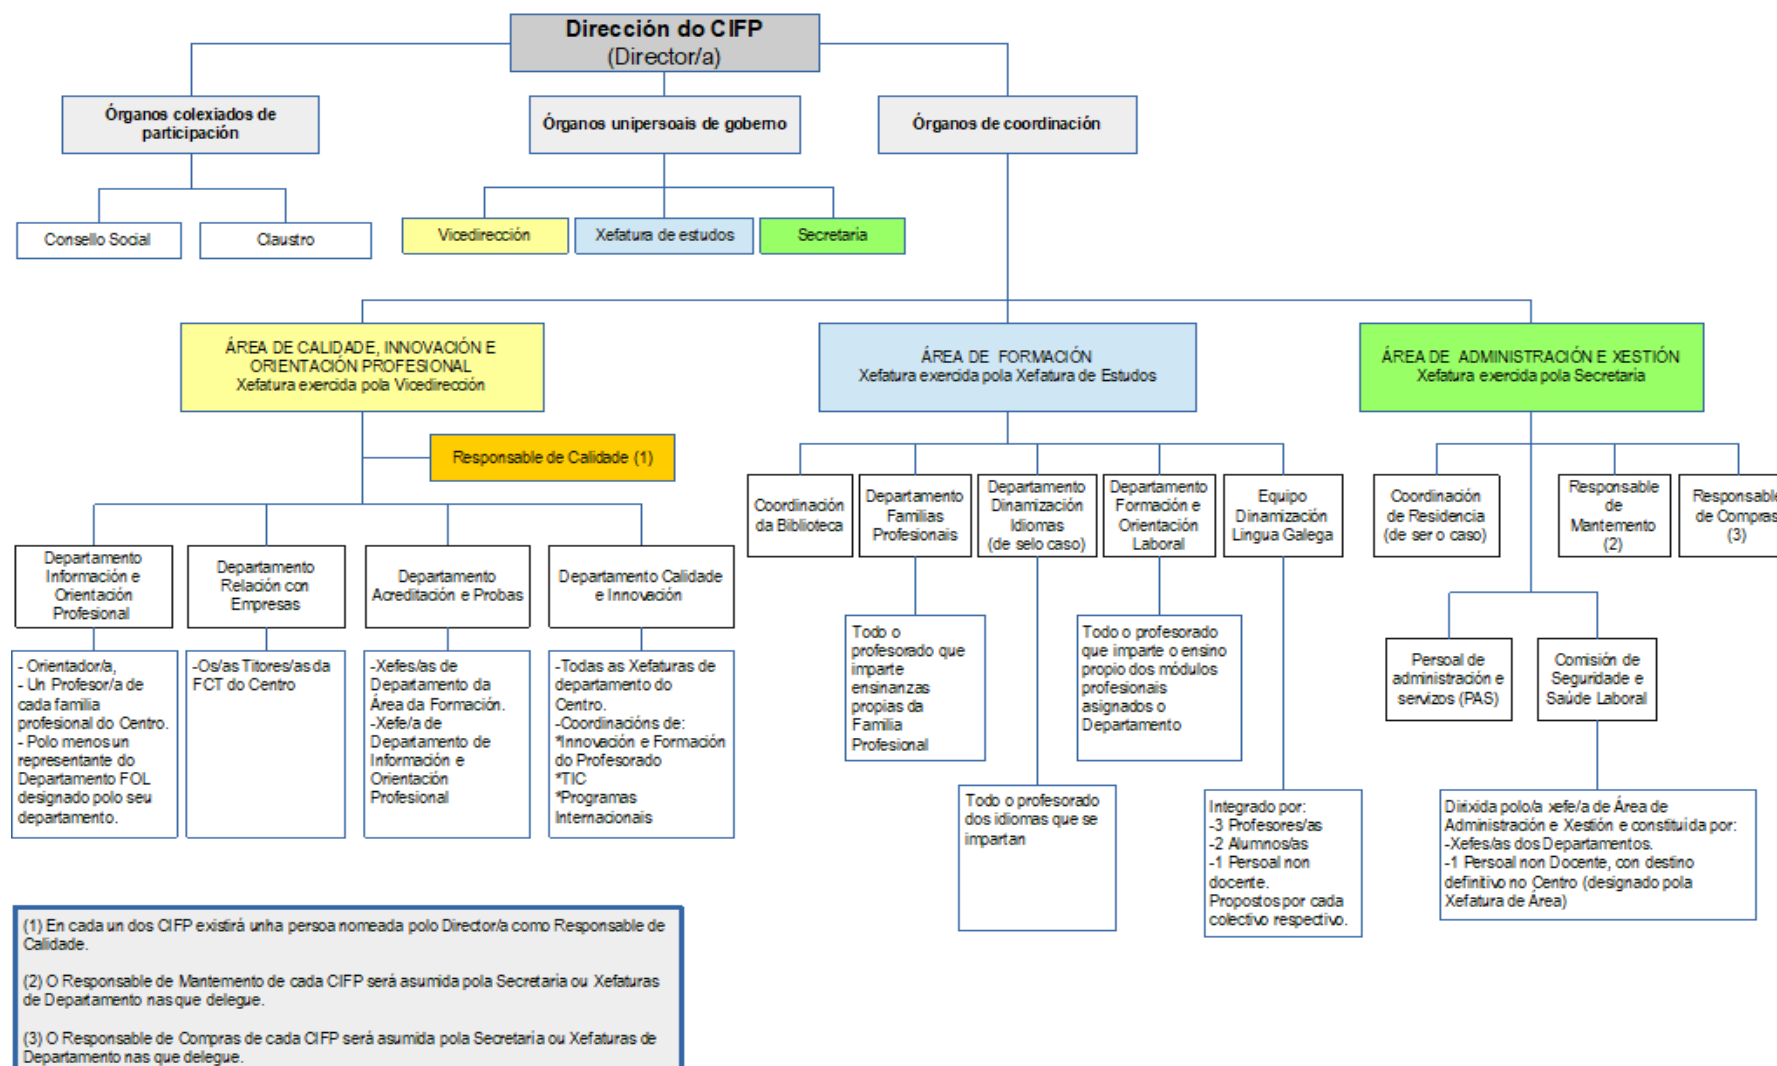 Dirección do CIFP
(Director/a)
Órganos colexiados de
participación
Órganos unipersoais de goberno
Órganos de coordinación
Consello Social
Claustro
Vicedirección
Xefatura de estudos
Secretaría
ÁREA DE CALIDADE, INNOVACIÓN E
ORIENTACIÓN PROFESIONAL
Xefatura exercida pola Vicedirección
ÁREA DE FORMACIÓN
Xefatura exercida pola Xefatura de Estudos
ÁREA DE ADMINISTRACIÓN E XESTIÓN
Xefatura exercida pola Secretaría
Responsable de Calidade (1)
Departamento
Información e
Orientación
Profesional
Departamento
Relación con
Empresas
Departamento
Acreditación e Probas
Departamento Calidade
e Innovación
Coordinación
da Biblioteca
Departamento
Familias
Profesionais
Departamento
Dinamización
Idiomas
(de selo caso)
Departamento
Formación e
Orientación
Laboral
Equipo
Dinamización
Lingua Galega
Coordinación
de Residencia
(de ser o caso)
Responsable
de
Mantemento
(2)
Responsable
de Compras
(3)
- Orientador/a,
- Un Profesor/a de
cada familia
profesional do Centro.
- Polo menos un
representante do
Departamento FOL
designado polo seu
departamento.
-Os/as Titores/as da
FCT do Centro
-Xefes/as de
Departamento da
Área da Formación.
-Xefe/a de
Departamento de
Información e
Orientación
Profesional
-Todas as Xefaturas de
departamento do
Centro.
-Coordinacións de:
*Innovación e Formación
do Profesorado
*TIC
*Programas
Internacionais
Todo o
profesorado que
imparte
ensinanzas
propias da
Familia
Profesional
Todo o profesorado
dos idiomas que se
impartan
Todo o profesorado
que imparte o ensino
propio dos módulos
profesionais
asignados o
Departamento
Integrado por:
-3 Profesores/as
-2 Alumnos/as
-1 Persoal non
docente.
Propostos por cada
colectivo respectivo.
Persoal de
administración e
servizos (PAS)
Comisión de
Seguridade e
Saúde Laboral
Dirixida polo/a xefe/a de Área de
Administración e Xestión e constituída por:
-Xefes/as dos Departamentos.
-1 Persoal non Docente, con destino
definitivo no Centro (designado pola
Xefatura de Área)
(1) En cada un dos CIFP existirá unha persoa nomeada polo Director/a como Responsable de
Calidade.
(2) O Responsable de Mantemento de cada CIFP será asumida pola Secretaría ou Xefaturas
de Departamento nas que delegue.
(3) O Responsable de Compras de cada CIFP será asumida pola Secretaría ou Xefaturas de
Departamento nas que delegue.